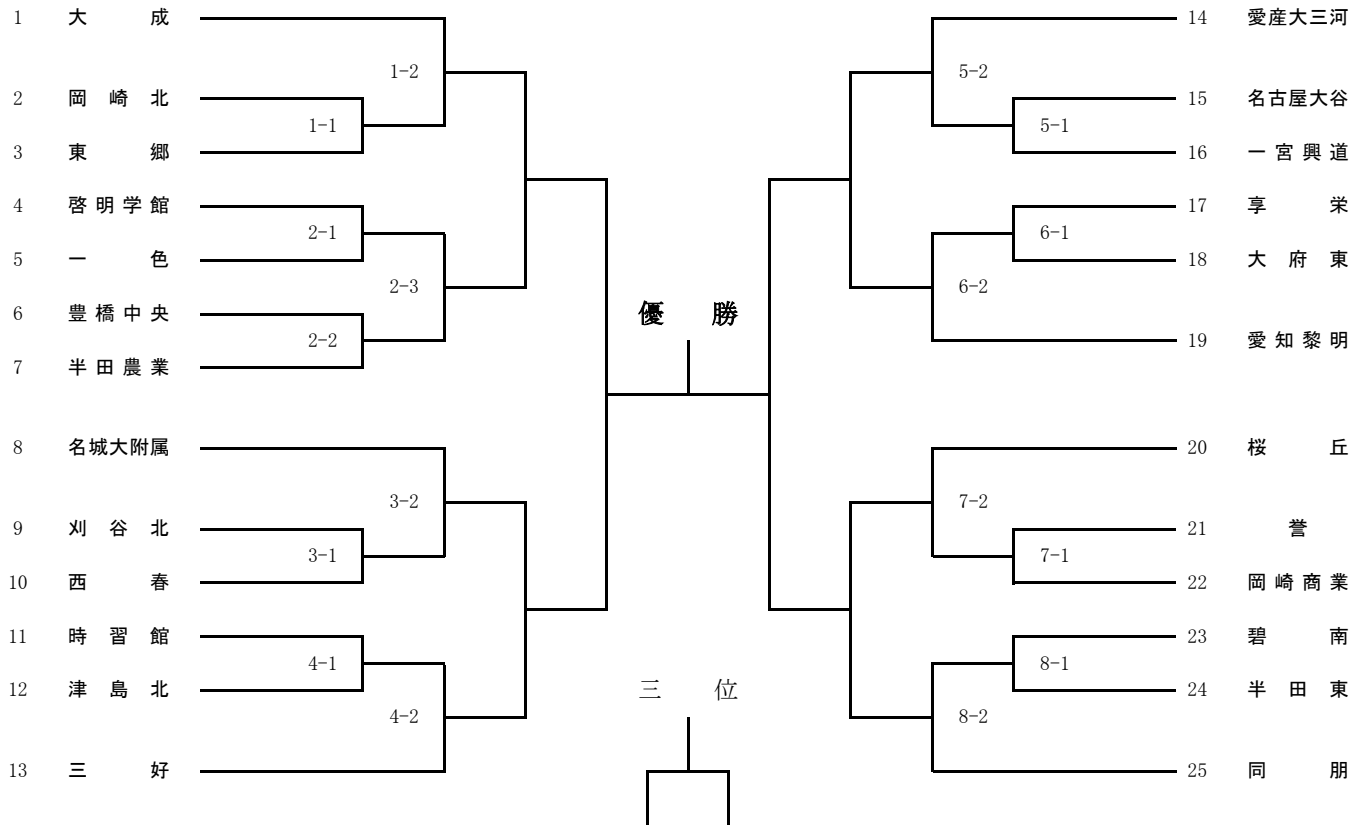 1 大成 14 愛産大三河
1-2 5-2
2 岡崎北 15 名古屋大谷
1-1 5-1
3 東郷 16 一宮興道
4 啓明学館 17 享栄
2-1 6-1
5 一色 18 大府東
2-3 6-2
6 豊橋中央 優勝
2-2 19 愛知黎明
7 半田農業
8 名城大附属 20 桜丘
3-2 7-2
9 刈谷北 21 誉
3-1 7-1
10 西春 22 岡崎商業
11 時習館 23 碧南
4-1 8-1
12 津島北 三位 24 半田東
4-2 8-2
13 三好 25 同朋